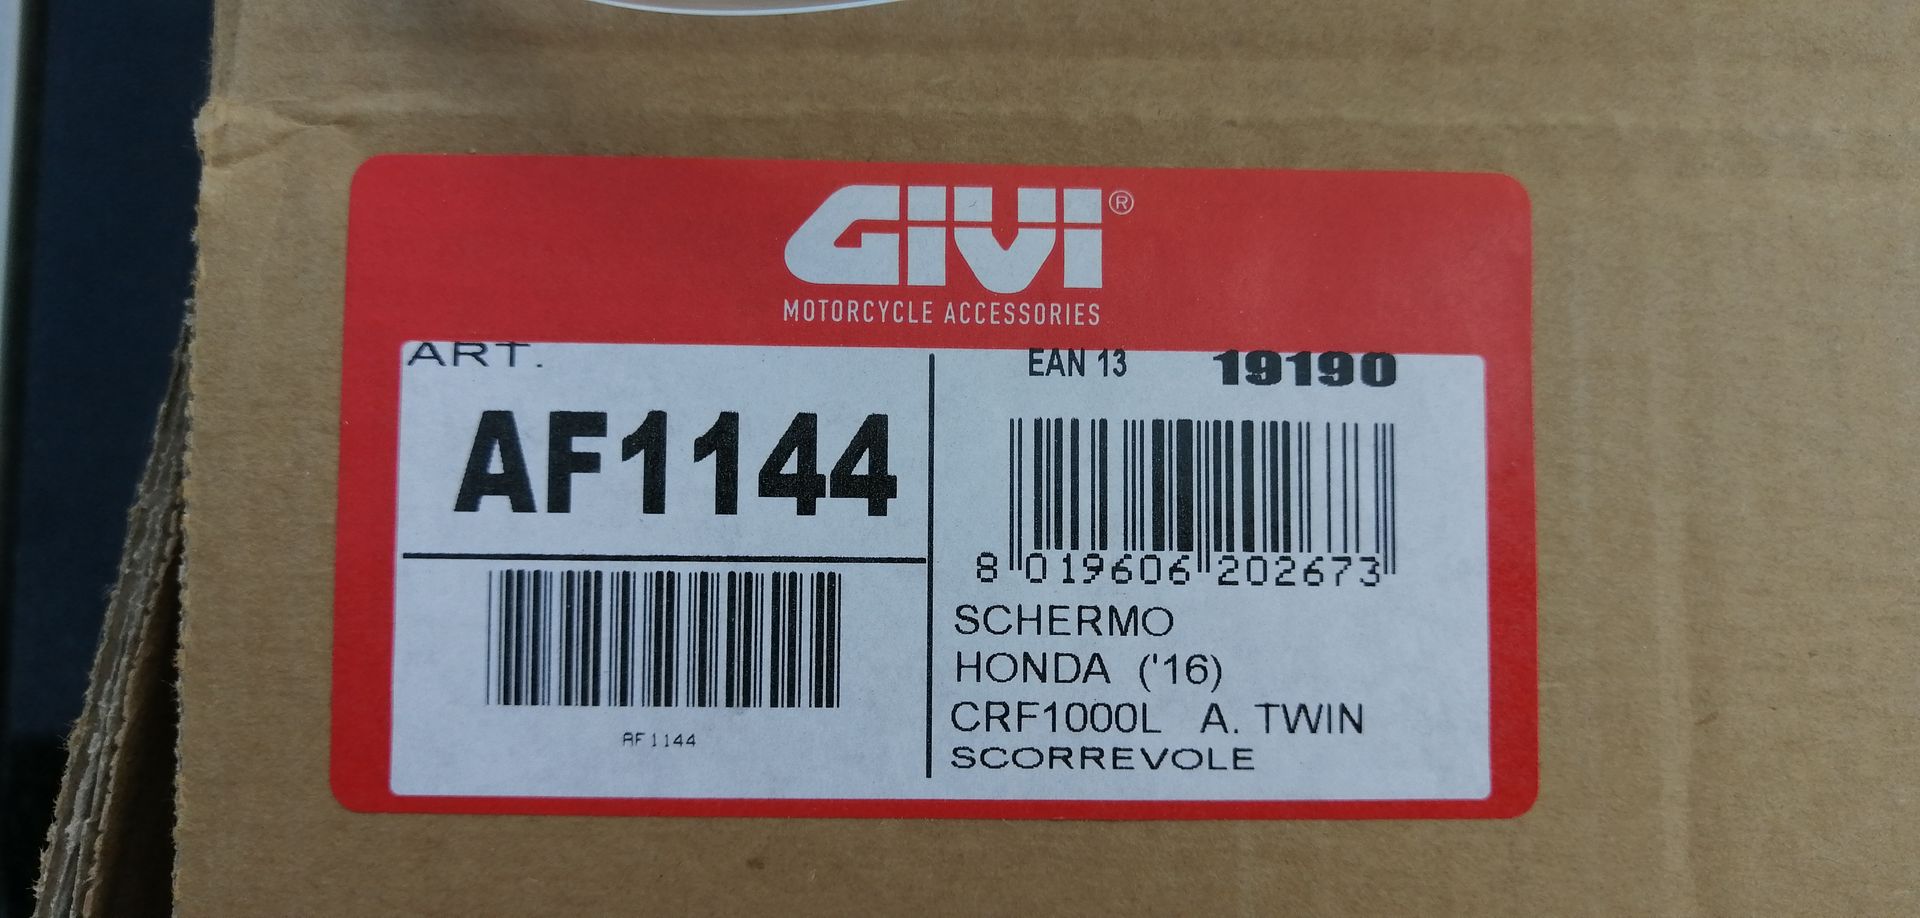 GIVI®
MOTORCYCLE ACCESSORIES
ART.
AF1144
AF1144
EAN 13 19190
8 019606 202673
SCHERMO
HONDA ('16)
CRF1000L A. TWIN
SCORREVOLE